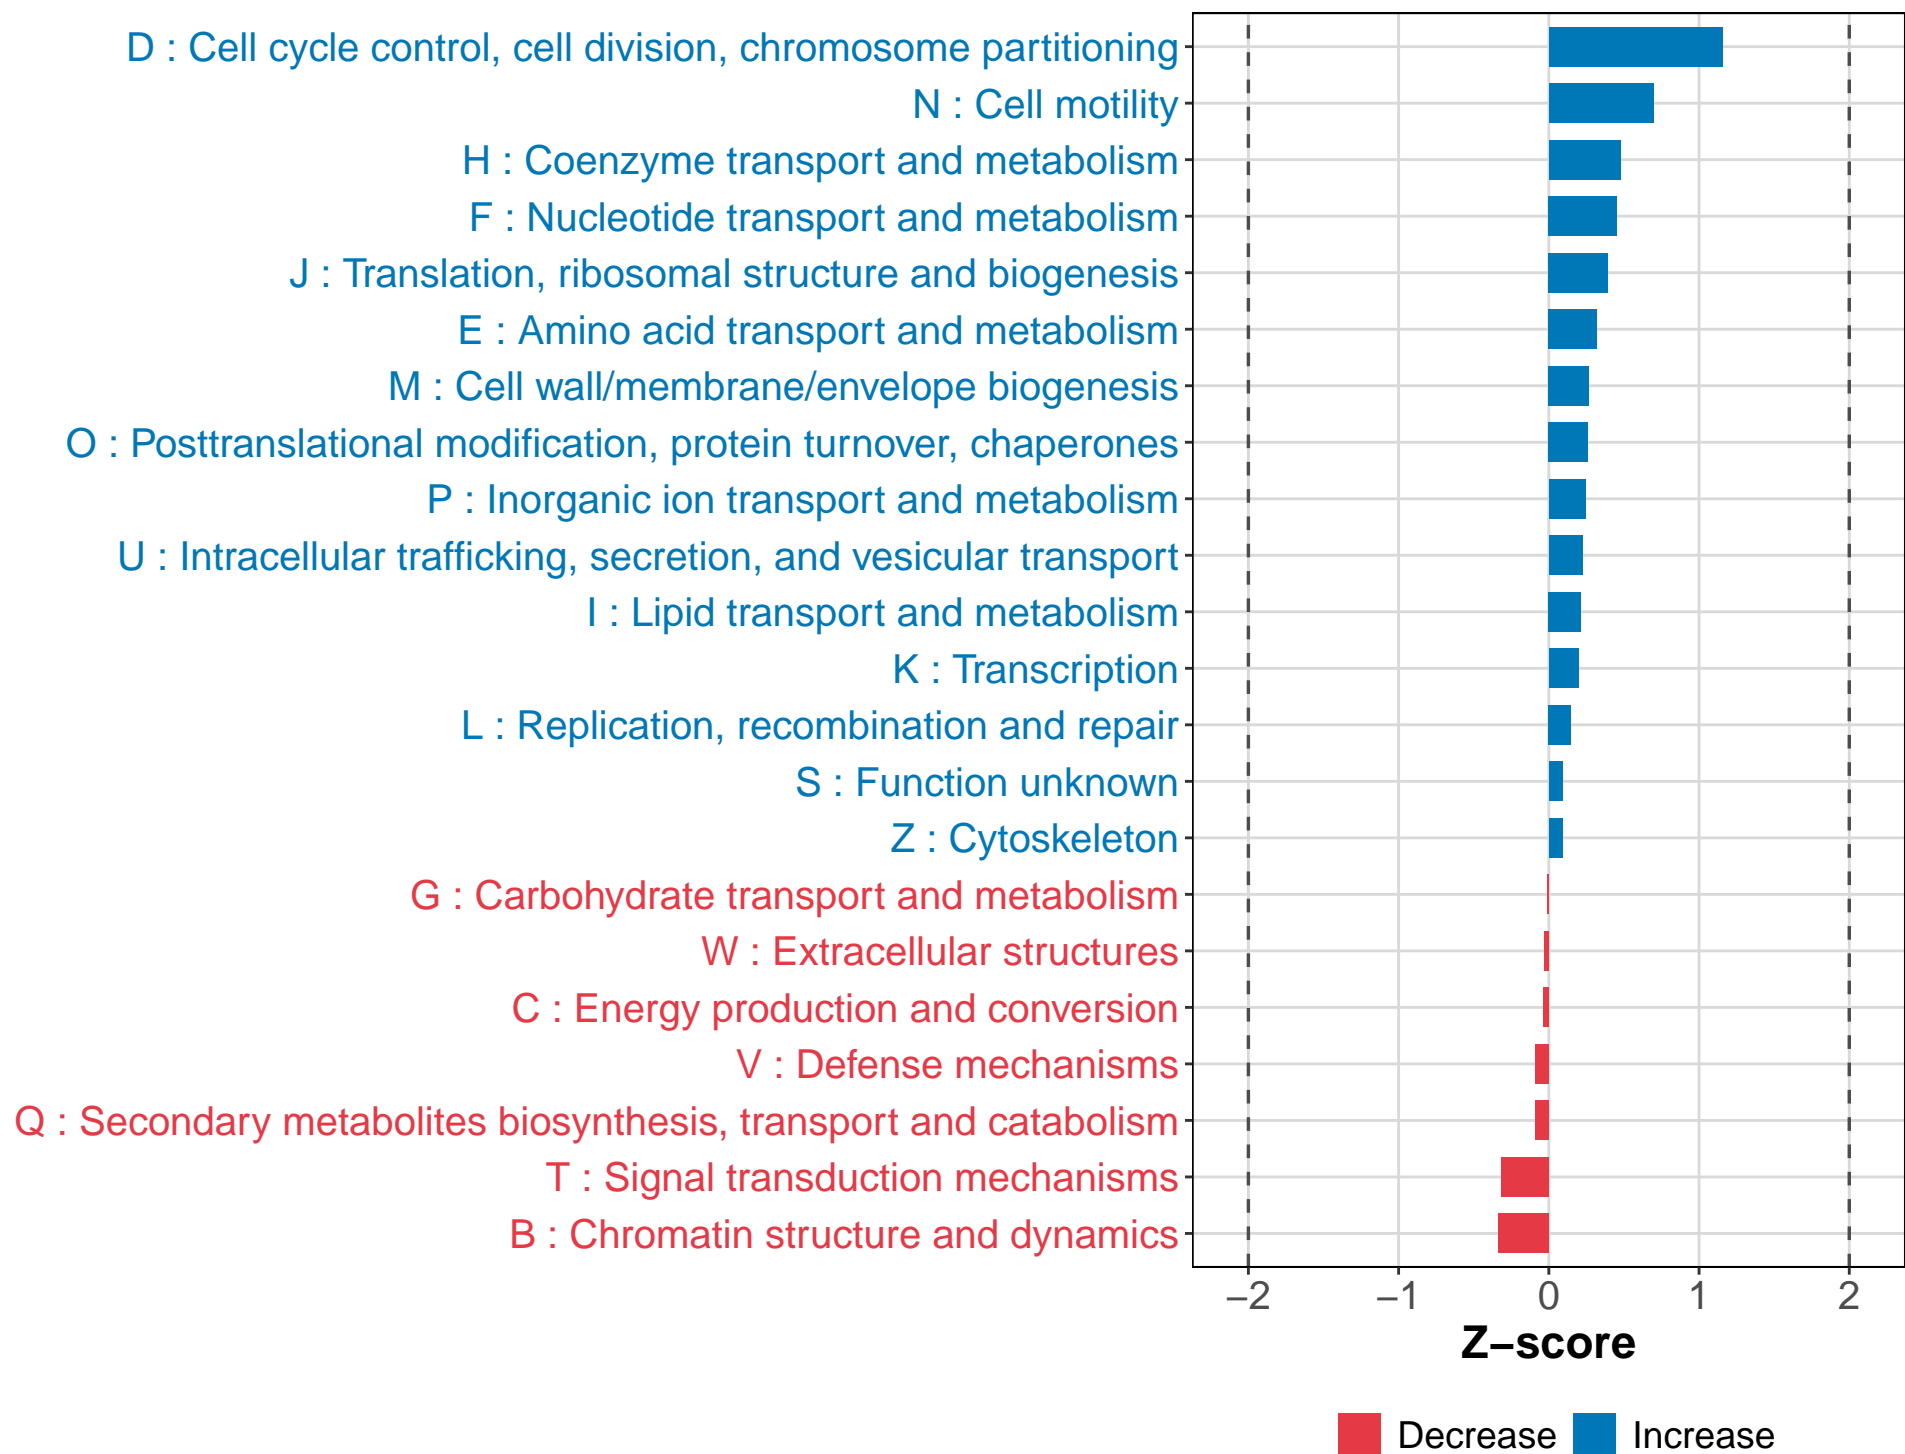 D : Cell cycle control, cell division, chromosome partitioning
N : Cell motility
H : Coenzyme transport and metabolism
F : Nucleotide transport and metabolism
J : Translation, ribosomal structure and biogenesis
E : Amino acid transport and metabolism
M : Cell wall/membrane/envelope biogenesis
O : Posttranslational modification, protein turnover, chaperones
P : Inorganic ion transport and metabolism
U : Intracellular trafficking, secretion, and vesicular transport
I : Lipid transport and metabolism
K : Transcription
L : Replication, recombination and repair
S : Function unknown
Z : Cytoskeleton
G : Carbohydrate transport and metabolism
W : Extracellular structures
C : Energy production and conversion
V : Defense mechanisms
Q : Secondary metabolites biosynthesis, transport and catabolism
T : Signal transduction mechanisms
B : Chromatin structure and dynamics
−2 −1 0 1 2
Z−score
Decrease Increase